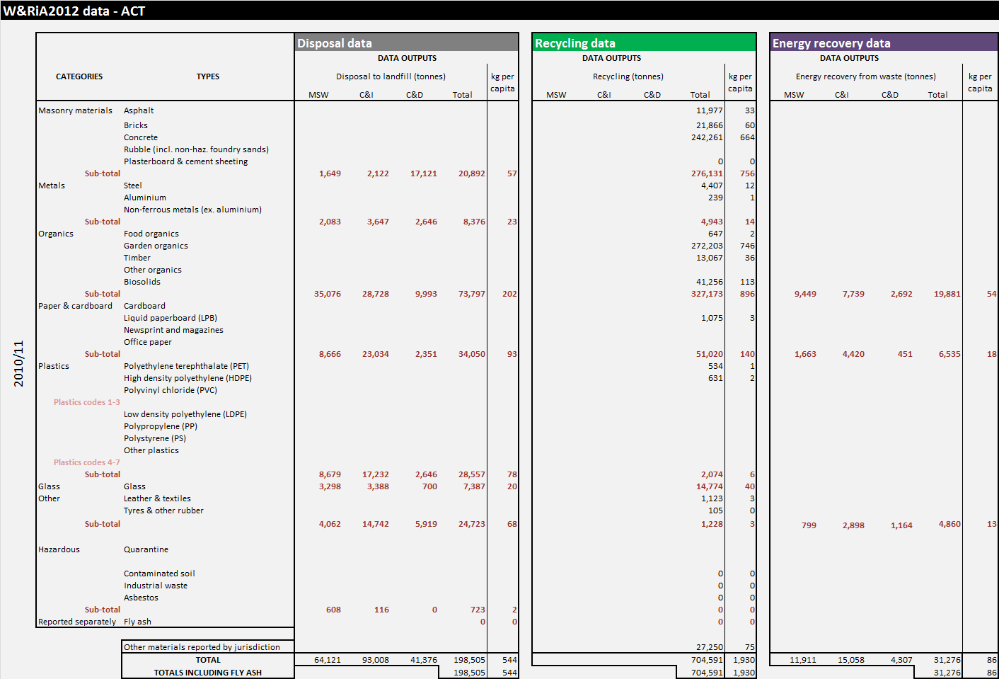 W&RiA2012 data - ACT
Disposal data Recycling data Energy recovery data
DATA OUTPUTS DATA OUTPUTS DATA OUTPUTS
CATEGORIES TYPES Disposal to landfill (tonnes) kg per capita Recycling (tonnes) kg per capita Energy recovery from waste (tonnes) kg per capita
MSW C&I C&D Total MSW C&I C&D Total MSW C&I C&D Total
Masonry materials Asphalt 11,977 33
Bricks 21,866 60
Concrete 242,261 664
Rubble (incl. non-haz. foundry sands)
Plasterboard & cement sheeting 0 0
Sub-total 1,649 2,122 17,121 20,892 57 276,131 756
Metals Steel 4,407 12
Aluminium 239 1
Non-ferrous metals (ex. aluminium)
Sub-total 2,083 3,647 2,646 8,376 23 4,943 14
Organics Food organics 647 2
Garden organics 272,203 746
Timber 13,067 36
Other organics
Biosolids 41,256 113
Sub-total 35,076 28,728 9,993 73,797 202 327,173 896 9,449 7,739 2,692 19,881 54
Paper & cardboard Cardboard
Liquid paperboard (LPB) 1,075 3
Newsprint and magazines
Office paper
Sub-total 8,666 23,034 2,351 34,050 93 51,020 140 1,663 4,420 451 6,535 18
2010/11
Plastics Polyethylene terephthalate (PET) 534 1
High density polyethylene (HDPE) 631 2
Polyvinyl chloride (PVC)
Plastics codes 1-3
Low density polyethylene (LDPE)
Polypropylene (PP)
Polystyrene (PS)
Other plastics
Plastics codes 4-7
Sub-total 8,679 17,232 2,646 28,557 78 2,074 6
Glass Glass 3,298 3,388 700 7,387 20 14,774 40
Other Leather & textiles 1,123 3
Tyres & other rubber 105 0
Sub-total 4,062 14,742 5,919 24,723 68 1,228 3 799 2,898 1,164 4,860 13
Hazardous Quarantine
Contaminated soil 0 0
Industrial waste 0 0
Asbestos 0 0
Sub-total 608 116 0 723 2 0 0
Reported separately Fly ash 0 0 0 0
Other materials reported by jurisdiction 27,250 75
TOTAL 64,121 93,008 41,376 198,505 544 704,591 1,930 11,911 15,058 4,307 31,276 86
TOTALS INCLUDING FLY ASH 198,505 544 704,591 1,930 31,276 86